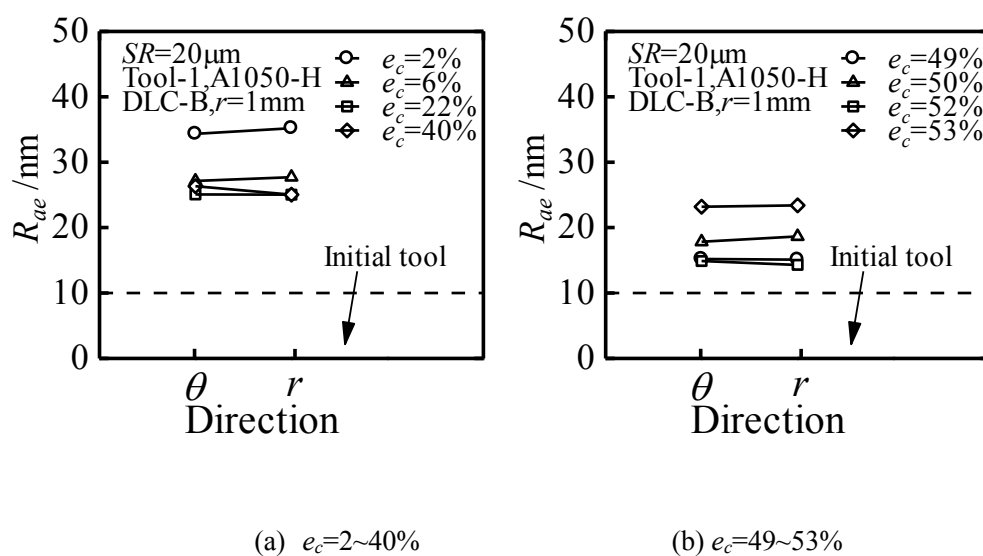 50
SR=20μm
Tool-1,A1050-H
DLC-B,r=1mm
e_c=2%
e_c=6%
e_c=22%
e_c=40%
40
30
20
10
0
R_ae /nm
Initial tool
θ r
Direction
50
SR=20μm
Tool-1,A1050-H
DLC-B,r=1mm
e_c=49%
e_c=50%
e_c=52%
e_c=53%
40
30
20
10
0
R_ae /nm
Initial tool
θ r
Direction
(a) e_c=2~40%
(b) e_c=49~53%